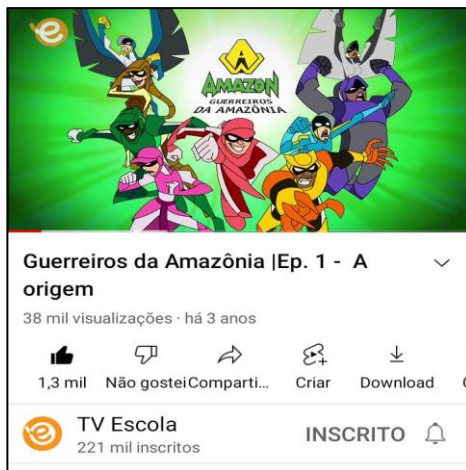 AMAZON
GUERREIROS
DA AMAZÔNIA
Guerreiros da Amazônia |Ep. 1 - A
origem
38 mil visualizações · há 3 anos
1,3 mil Não gostei Comparti... Criar Download
TV Escola
221 mil inscritos
INSCRITO